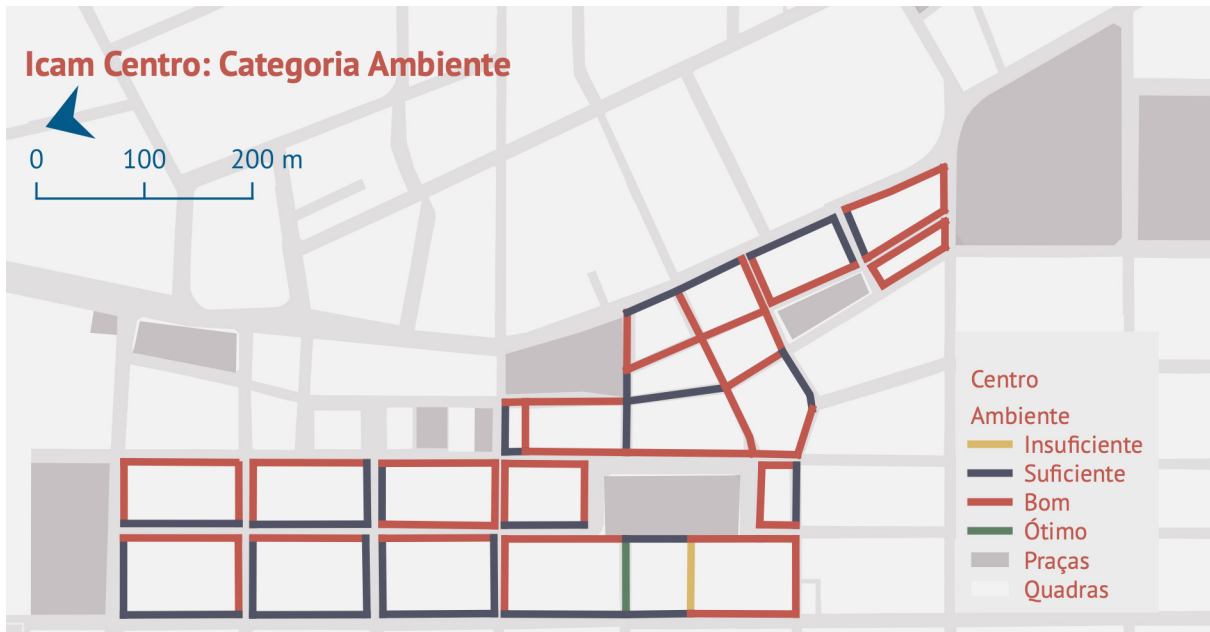 Icam Centro: Categoria Ambiente
0 100 200 m
Centro
Ambiente
Insuficiente
Suficiente
Bom
Ótimo
Praças
Quadras